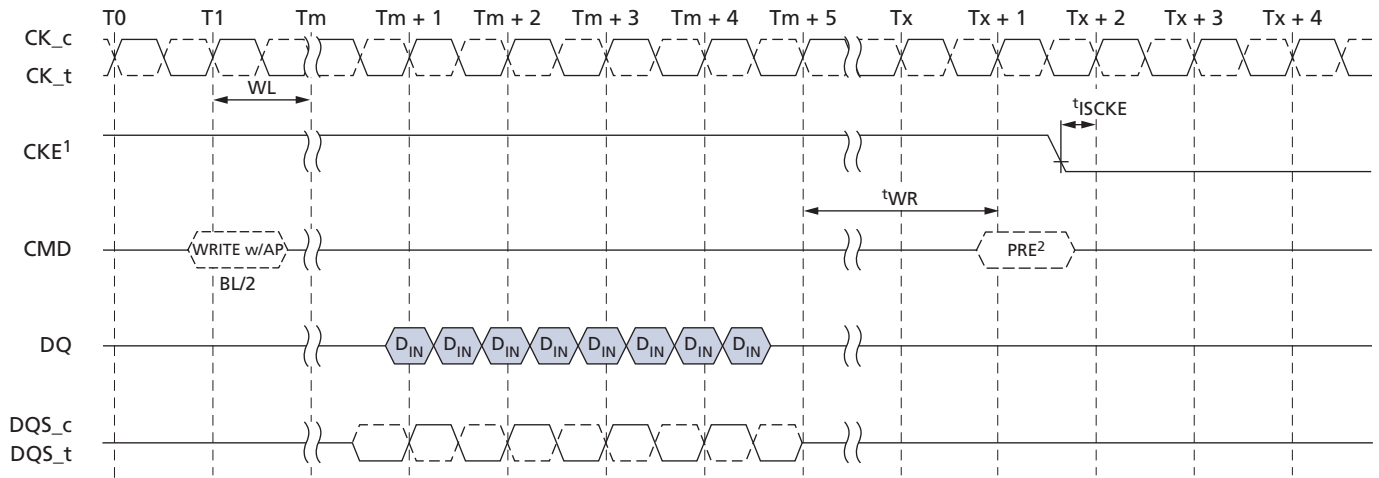 T0 T1 Tm Tm + 1 Tm + 2 Tm + 3 Tm + 4 Tm + 5 Tx Tx + 1 Tx + 2 Tx + 3 Tx + 4
CK_c
CK_t
WL
tISCKE
CKE1
tWR
CMD
WRITE w/AP
PRE2
BL/2
DQ
DIN DIN DIN DIN DIN DIN DIN DIN
DQS_c
DQS_t